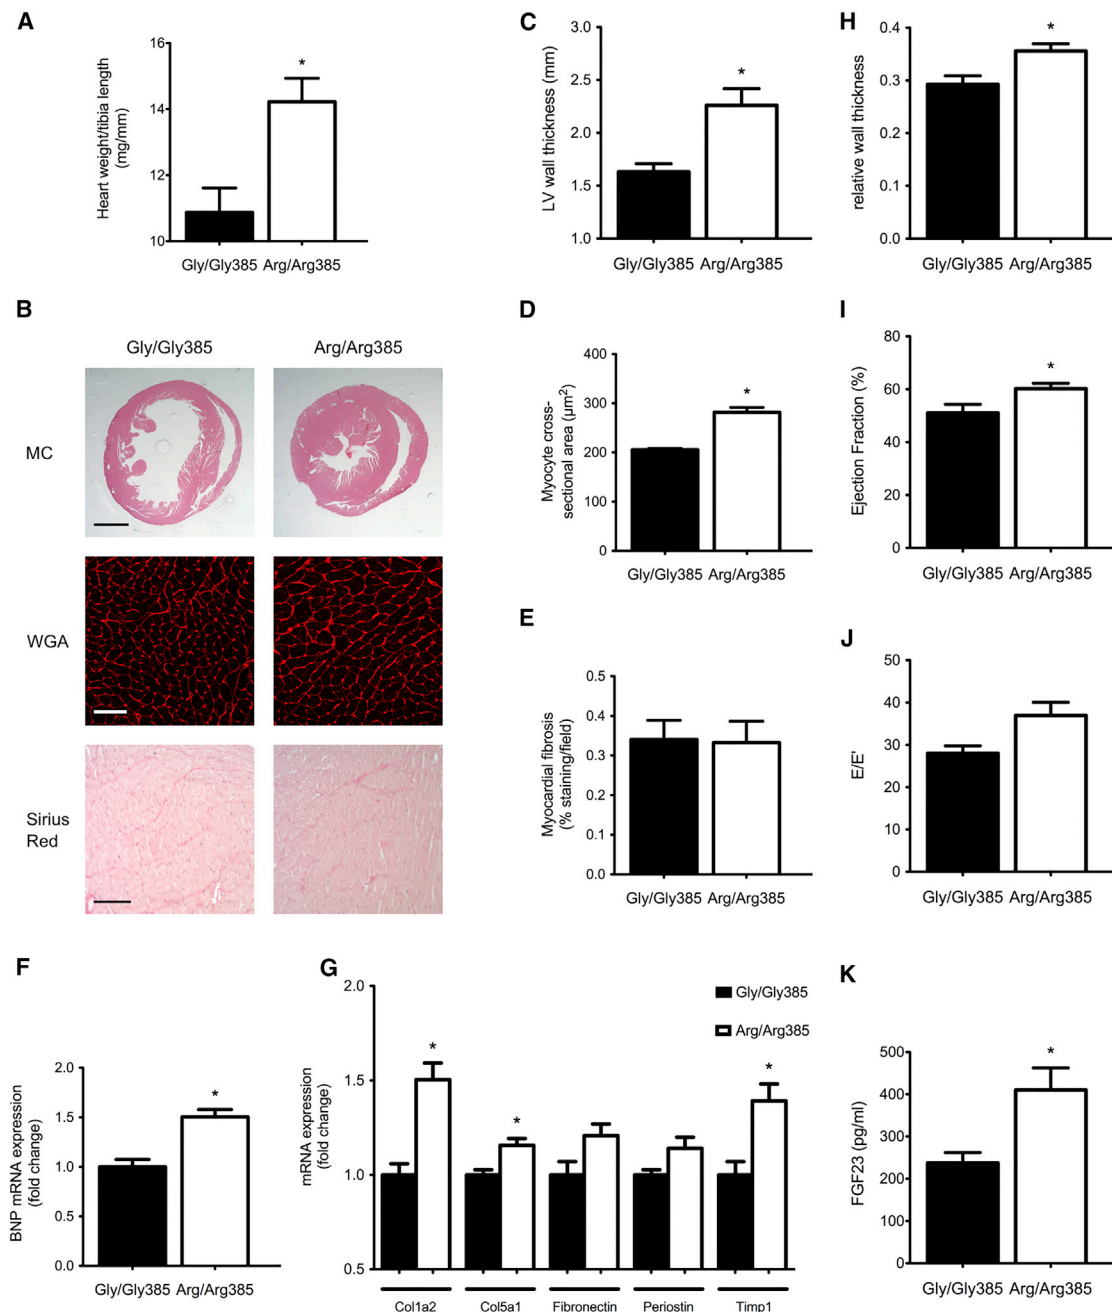 A
Heart weight/tibia length
(mg/mm)
16
14
12
10
*
Gly/Gly385 Arg/Arg385
B
Gly/Gly385 Arg/Arg385
MC
WGA
Sirius
Red
C
LV wall thickness (mm)
3.0
2.5
2.0
1.5
1.0
*
Gly/Gly385 Arg/Arg385
D
Myocyte cross-
sectional area (µm²)
400
300
200
100
0
*
Gly/Gly385 Arg/Arg385
E
Myocardial fibrosis
(% staining/field)
0.5
0.4
0.3
0.2
0.1
0.0
Gly/Gly385 Arg/Arg385
F
BNP mRNA expression
(fold change)
2.0
1.5
1.0
0.5
0.0
*
Gly/Gly385 Arg/Arg385
G
mRNA expression
(fold change)
2.0
1.5
1.0
0.5
*
*
*
Gly/Gly385
Arg/Arg385
Col1a2 Col5a1 Fibronectin Periostin Timp1
H
relative wall thickness
0.4
0.3
0.2
0.1
0.0
*
Gly/Gly385 Arg/Arg385
I
Ejection Fraction (%)
80
60
40
20
0
*
Gly/Gly385 Arg/Arg385
J
E/E'
50
40
30
20
10
0
Gly/Gly385 Arg/Arg385
K
FGF23 (pg/ml)
500
400
300
200
100
0
*
Gly/Gly385 Arg/Arg385